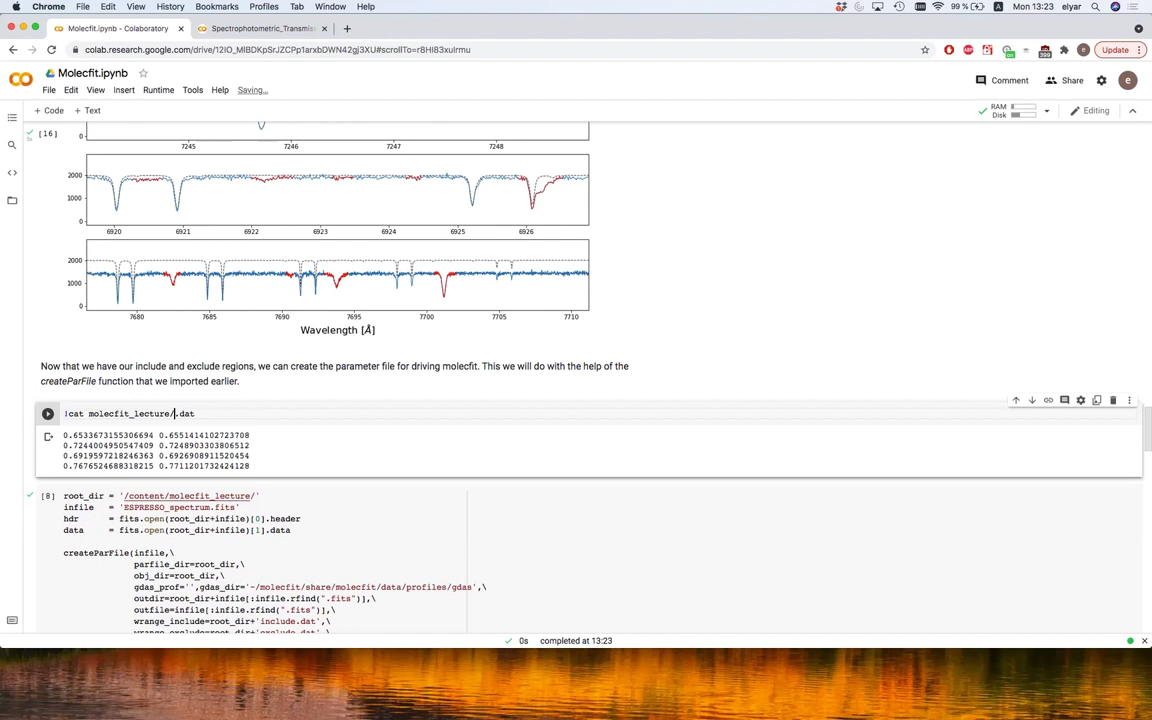 Chrome File Edit View History Bookmarks Profiles Tab Window Help 99 % A Mon 13:23 elyar
Molecfit.ipynb - Colaboratory Spectrophotometric_Transmiss
colab.research.google.com/drive/12IO_MlBDKpSrJZCPp1arxbDWN42gj3XU#scrollTo=r8HI83xulrmu 399 e Update
Molecfit.ipynb Comment Share e
File Edit View Insert Runtime Tools Help Saving...
+ Code + Text RAM Disk Editing
[16] 0
7245 7246 7247 7248
2000
1000
0
6920 6921 6922 6923 6924 6925 6926
2000
1000
0
7680 7685 7690 7695 7700 7705 7710
Wavelength [Å]
Now that we have our include and exclude regions, we can create the parameter file for driving molecfit. This we will do with the help of the
createParFile function that we imported earlier.
!cat molecfit_lecture/.dat
0.6533673155306694 0.6551414102723708
0.7244004950547409 0.7248903303806512
0.6919597218246363 0.6926908911520454
0.7676524688318215 0.7711201732424128
[8] root_dir = '/content/molecfit_lecture/'
infile = 'ESPRESSO_spectrum.fits'
hdr = fits.open(root_dir+infile)[0].header
data = fits.open(root_dir+infile)[1].data
createParFile(infile,\
parfile_dir=root_dir,\
obj_dir=root_dir,\
gdas_prof='',gdas_dir='~/molecfit/share/molecfit/data/profiles/gdas',\
outdir=root_dir+infile[:infile.rfind(".fits")],\
outfile=infile[:infile.rfind(".fits")],\
wrange_include=root_dir+'include.dat',\
wrange_exclude=root_dir+'exclude.dat',\
0s completed at 13:23